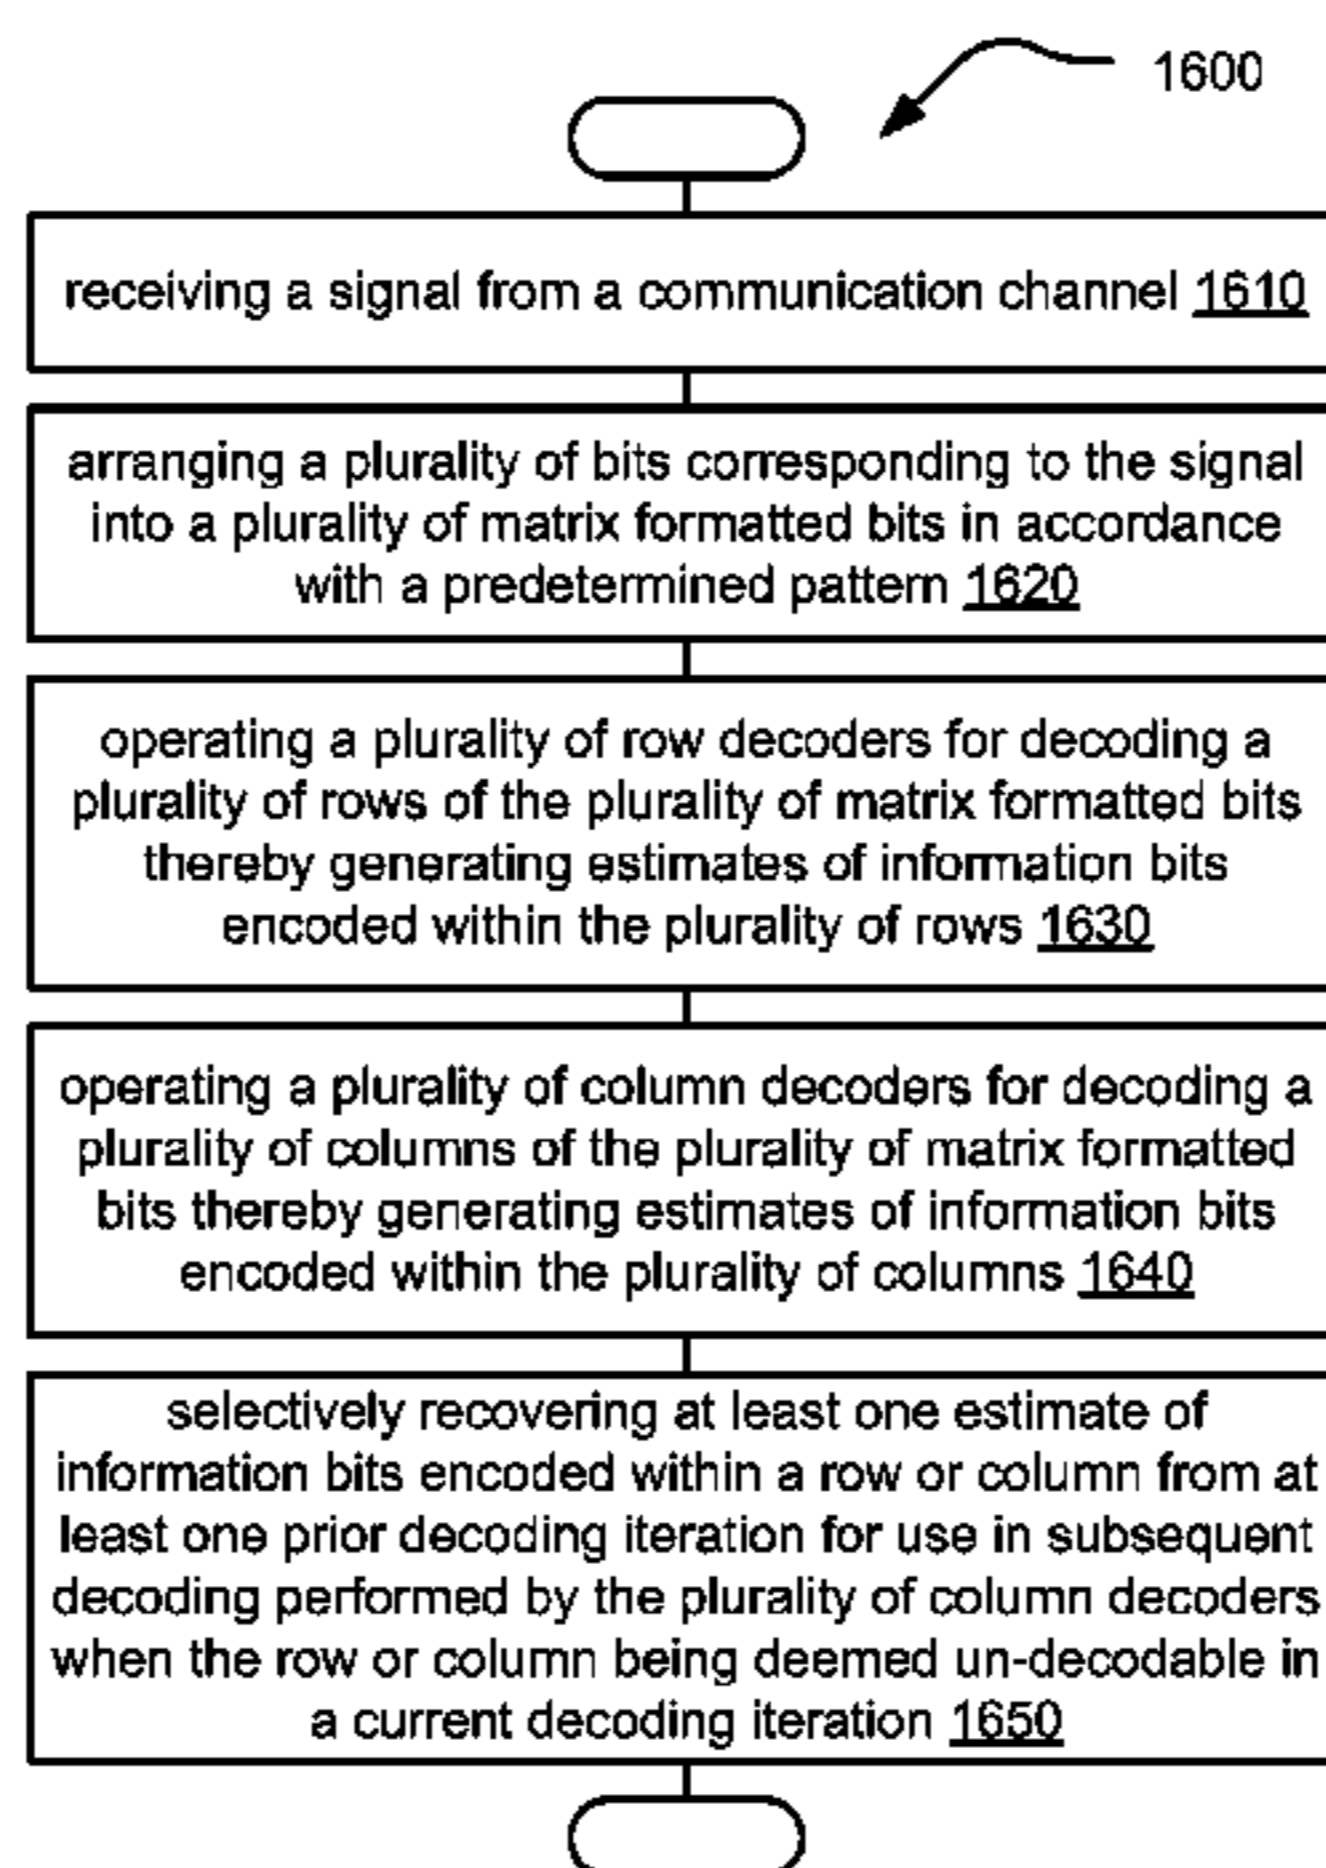 1600
receiving a signal from a communication channel 1610
arranging a plurality of bits corresponding to the signal
into a plurality of matrix formatted bits in accordance
with a predetermined pattern 1620
operating a plurality of row decoders for decoding a
plurality of rows of the plurality of matrix formatted bits
thereby generating estimates of information bits
encoded within the plurality of rows 1630
operating a plurality of column decoders for decoding a
plurality of columns of the plurality of matrix formatted
bits thereby generating estimates of information bits
encoded within the plurality of columns 1640
selectively recovering at least one estimate of
information bits encoded within a row or column from at
least one prior decoding iteration for use in subsequent
decoding performed by the plurality of column decoders
when the row or column being deemed un-decodable in
a current decoding iteration 1650